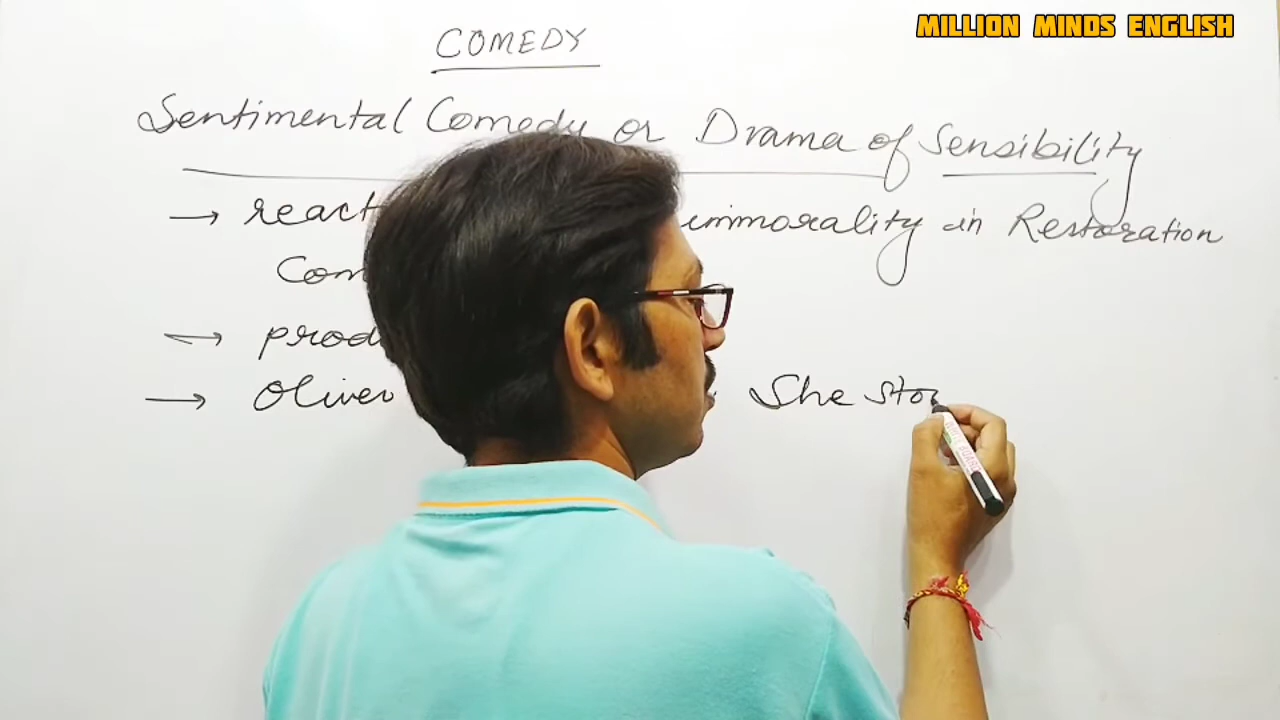 MILLION MINDS ENGLISH
COMEDY
Sentimental Comedy or Drama of Sensibility
→ react immorality in Restoration
Com
→ prod
→ Oliver She sto